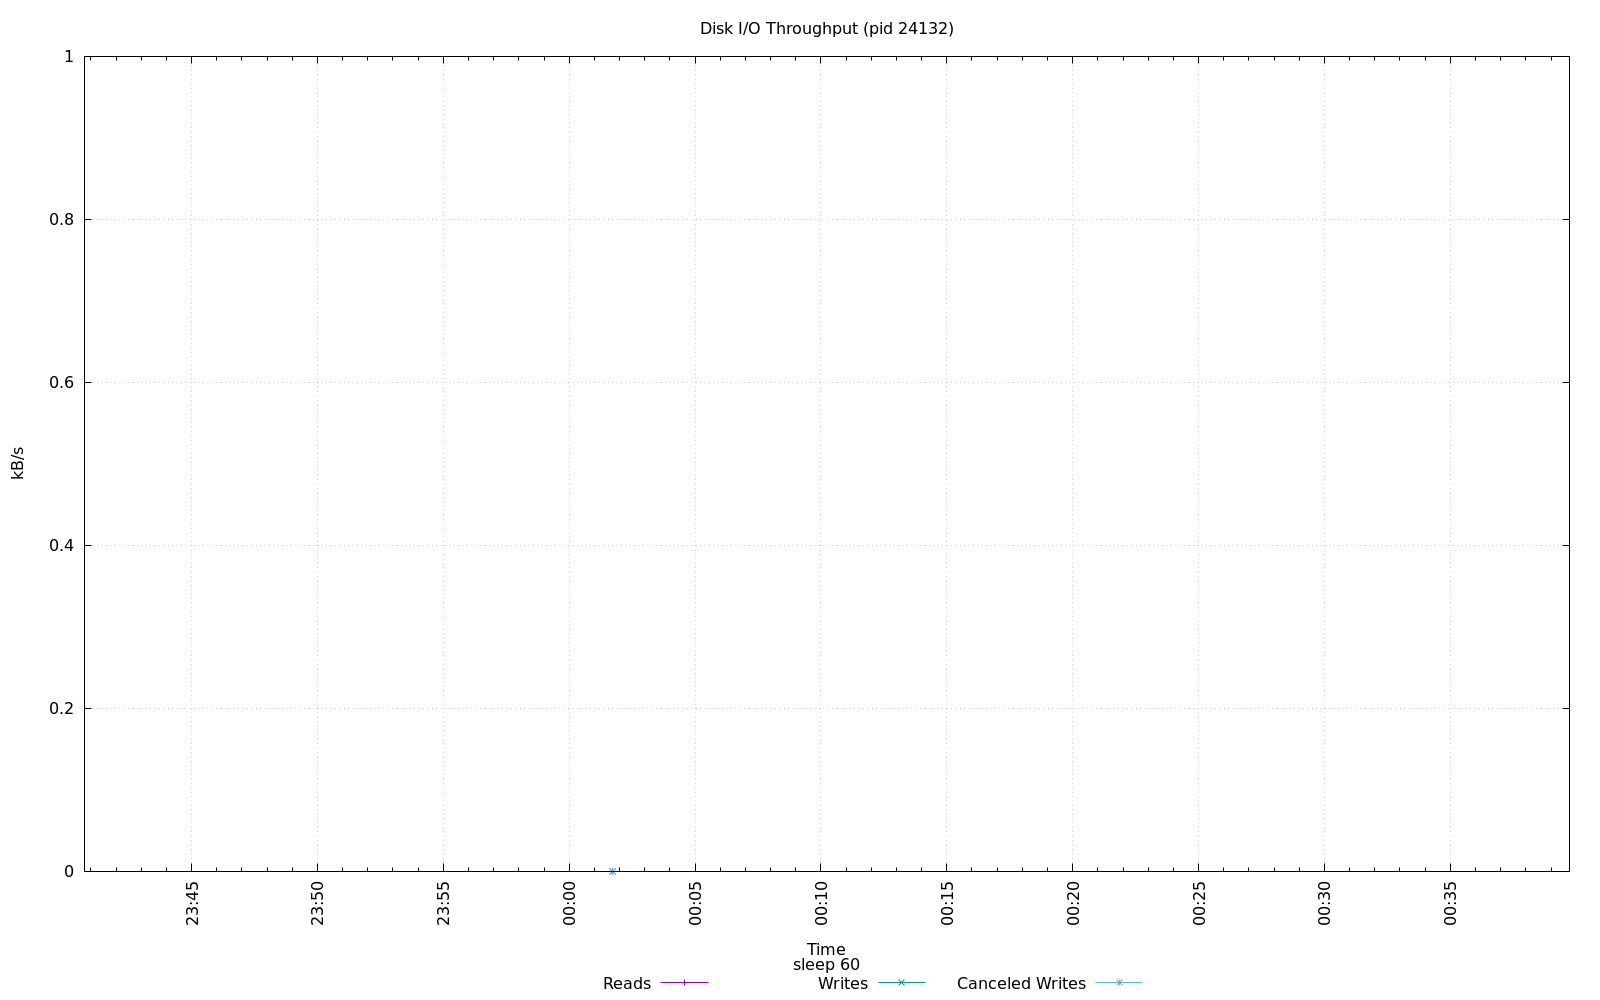 Disk I/O Throughput (pid 24132)
1
0.8
0.6
0.4
0.2
0
kB/s
23:45 23:50 23:55 00:00 00:05 00:10 00:15 00:20 00:25 00:30 00:35
Time
sleep 60
Reads Writes Canceled Writes